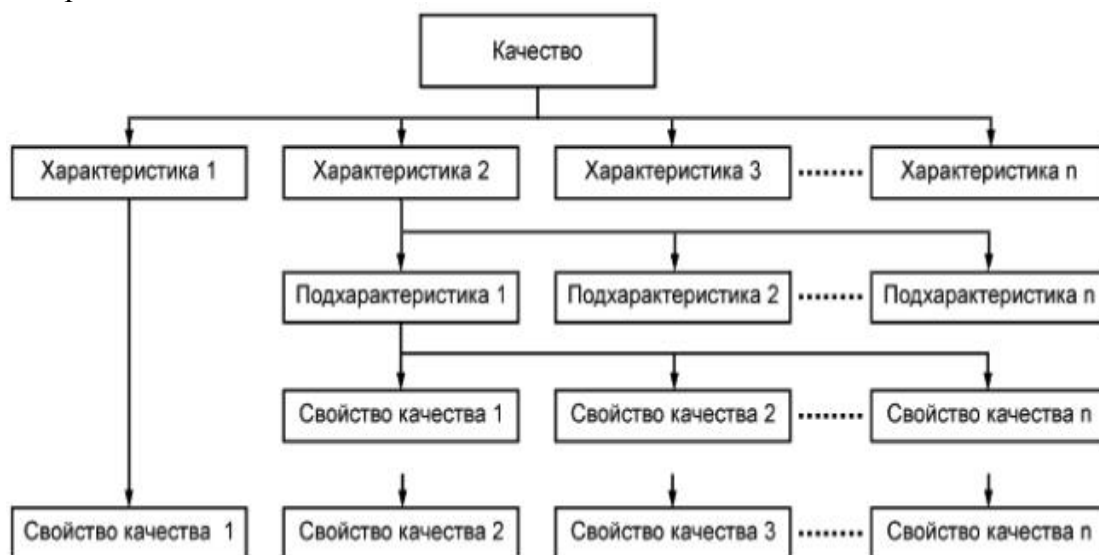 Качество
Характеристика 1 Характеристика 2 Характеристика 3 ........ Характеристика n
Подхарактеристика 1 Подхарактеристика 2 ........ Подхарактеристика n
Свойство качества 1 Свойство качества 2 ........ Свойство качества n
Свойство качества 1 Свойство качества 2 Свойство качества 3 ........ Свойство качества n